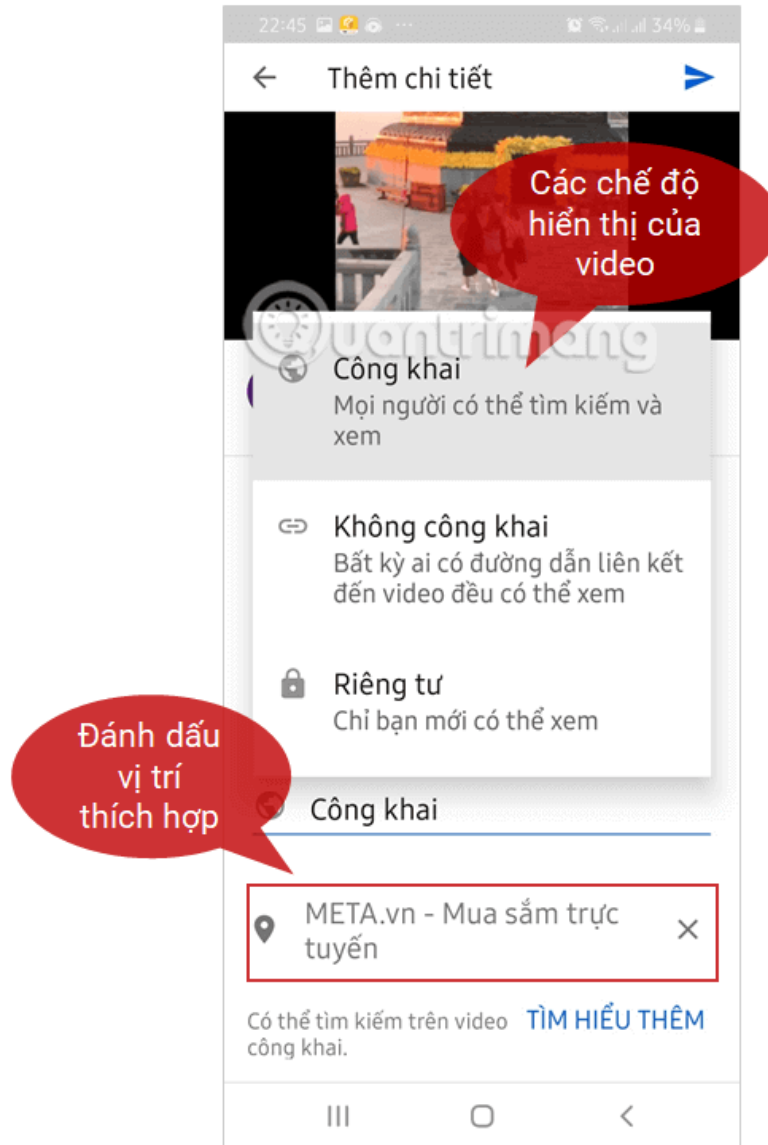 22:45 ... 34%
Thêm chi tiết
Các chế độ
hiển thị của
video
Quantrimang
Công khai
Mọi người có thể tìm kiếm và
xem
Không công khai
Bất kỳ ai có đường dẫn liên kết
đến video đều có thể xem
Riêng tư
Chỉ bạn mới có thể xem
Đánh dấu
vị trí
thích hợp
Công khai
META.vn - Mua sắm trực
tuyến
Có thể tìm kiếm trên video TÌM HIỂU THÊM
công khai.